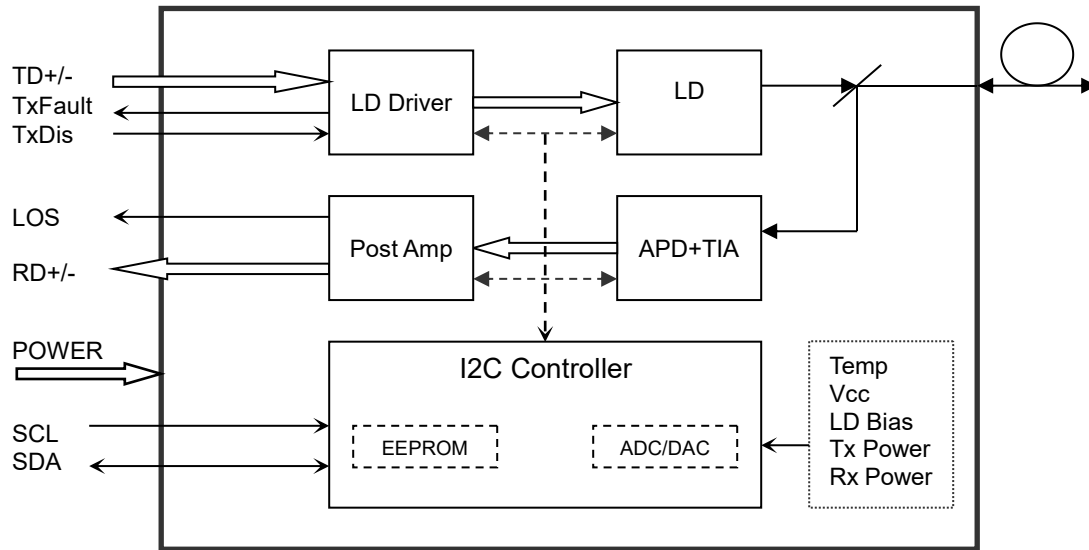 TD+/-
TxFault
TxDis
LD Driver
LD
LOS
RD+/-
Post Amp
APD+TIA
POWER
SCL
SDA
I2C Controller
EEPROM
ADC/DAC
Temp
Vcc
LD Bias
Tx Power
Rx Power